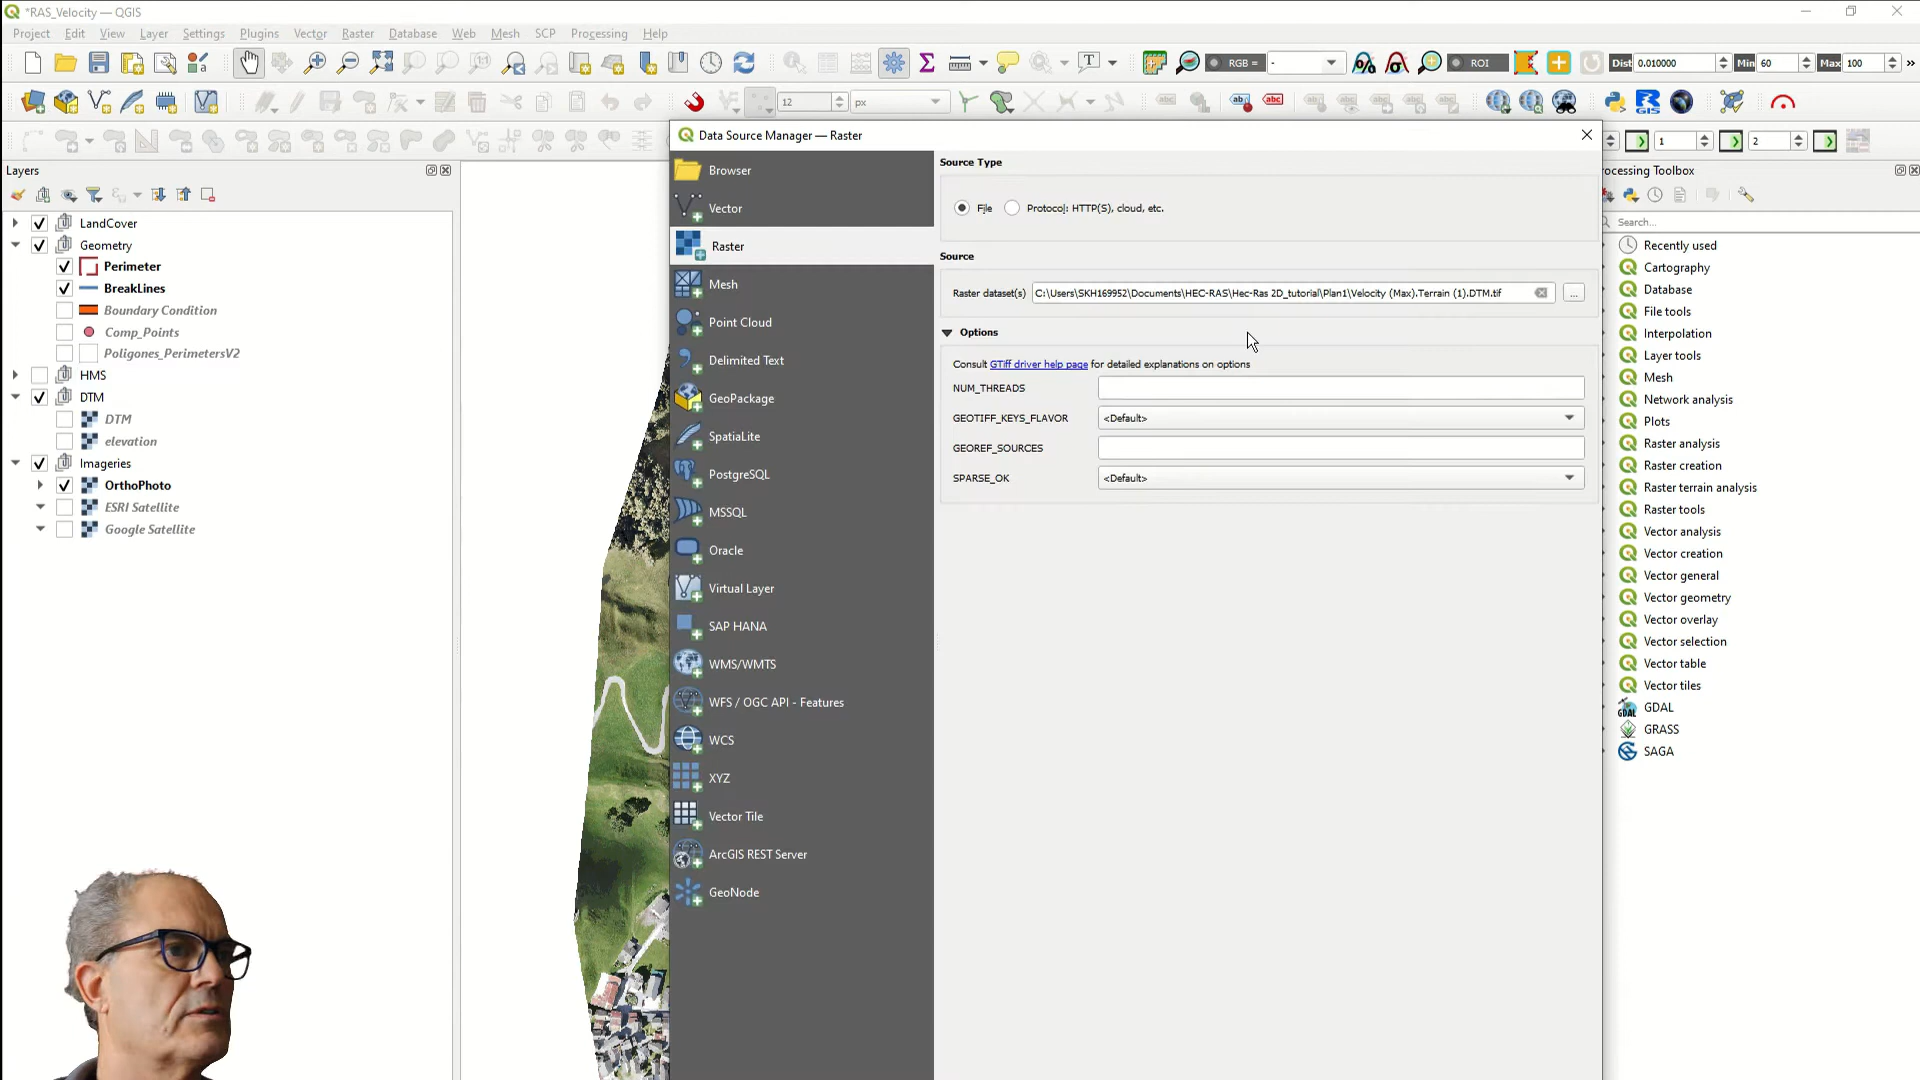 *RAS_Velocity — QGIS
Project Edit View Layer Settings Plugins Vector Raster Database Web Mesh SCP Processing Help
RGB = - ROI Dist 0.010000 Min 60 Max 100 »
12 px abc abc
Data Source Manager — Raster
1 2
Layers
LandCover
Geometry
Perimeter
BreakLines
Boundary Condition
Comp_Points
Poligones_PerimetersV2
HMS
DTM
DTM
elevation
Imageries
OrthoPhoto
ESRI Satellite
Google Satellite
Browser
Vector
Raster
Mesh
Point Cloud
Delimited Text
GeoPackage
SpatiaLite
PostgreSQL
MSSQL
Oracle
Virtual Layer
SAP HANA
WMS/WMTS
WFS / OGC API - Features
WCS
XYZ
Vector Tile
ArcGIS REST Server
GeoNode
Source Type
File Protocol: HTTP(S), cloud, etc.
Source
Raster dataset(s) C:\Users\SKH169952\Documents\HEC-RAS\Hec-Ras 2D_tutorial\Plan1\Velocity (Max).Terrain (1).DTM.tif ...
Options
Consult GTiff driver help page for detailed explanations on options
NUM_THREADS
GEOTIFF_KEYS_FLAVOR <Default>
GEOREF_SOURCES
SPARSE_OK <Default>
ocessing Toolbox
Search...
Recently used
Cartography
Database
File tools
Interpolation
Layer tools
Mesh
Network analysis
Plots
Raster analysis
Raster creation
Raster terrain analysis
Raster tools
Vector analysis
Vector creation
Vector general
Vector geometry
Vector overlay
Vector selection
Vector table
Vector tiles
GDAL
GRASS
SAGA